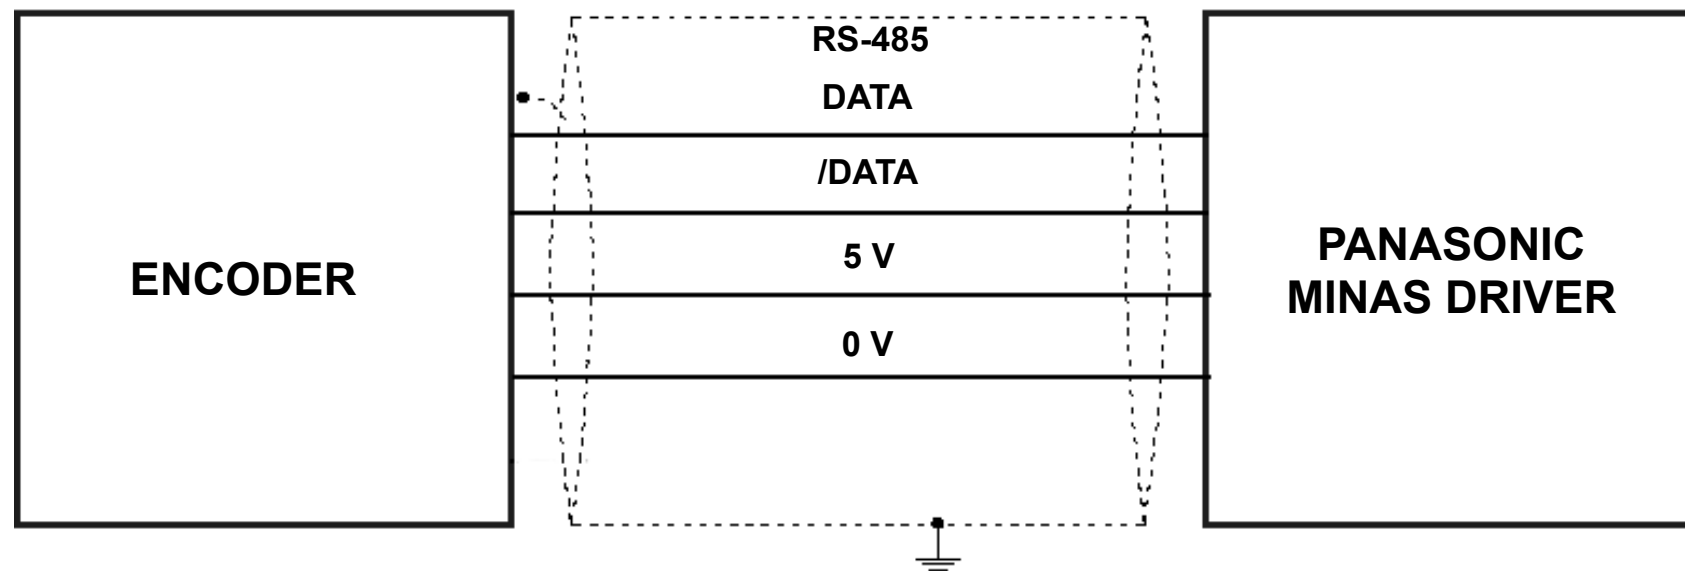 RS-485
DATA
/DATA
5 V
0 V
ENCODER
PANASONIC
MINAS DRIVER